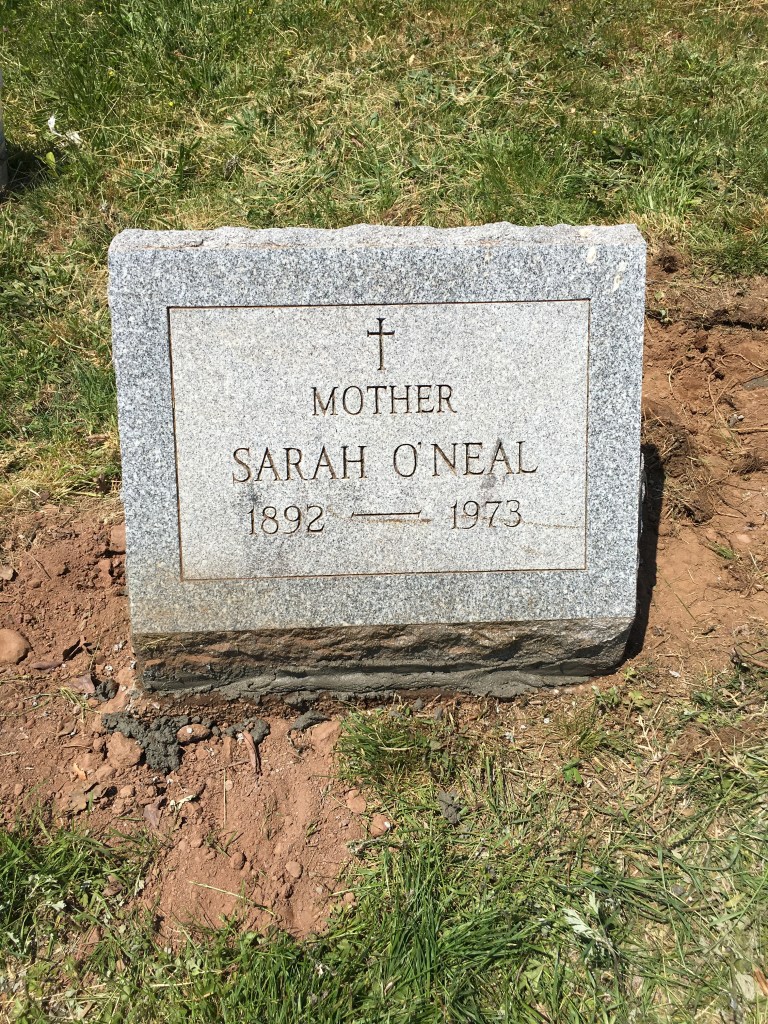 MOTHER
SARAH O'NEAL
1892 — 1973